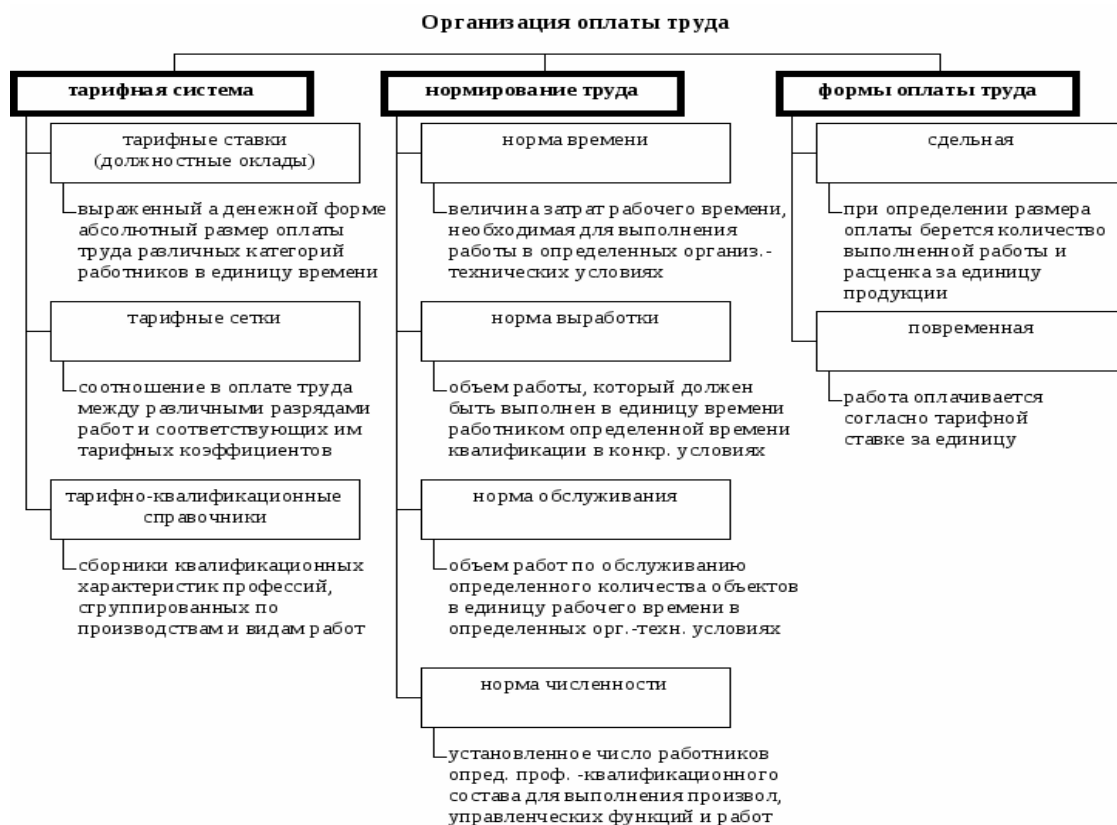 Организация оплаты труда
тарифная система
тарифные ставки
(должностные оклады)
выраженный а денежной форме
абсолютный размер оплаты
труда различных категорий
работников в единицу времени
тарифные сетки
соотношение в оплате труда
между различными разрядами
работ и соответствующих им
тарифных коэффициентов
тарифно-квалификационные
справочники
сборники квалификационных
характеристик профессий,
сгруппированных по
производствам и видам работ
нормирование труда
норма времени
величина затрат рабочего времени,
необходимая для выполнения
работы в определенных организ.-
технических условиях
норма выработки
объем работы, который должен
быть выполнен в единицу времени
работником определенной времени
квалификации в конкр. условиях
норма обслуживания
объем работ по обслуживанию
определенного количества объектов
в единицу рабочего времени в
определенных орг.-техн. условиях
норма численности
установленное число работников
опред. проф. -квалификационного
состава для выполнения произвол,
управленческих функций и работ
формы оплаты труда
сдельная
при определении размера
оплаты берется количество
выполненной работы и
расценка за единицу
продукции
повременная
работа оплачивается
согласно тарифной
ставке за единицу